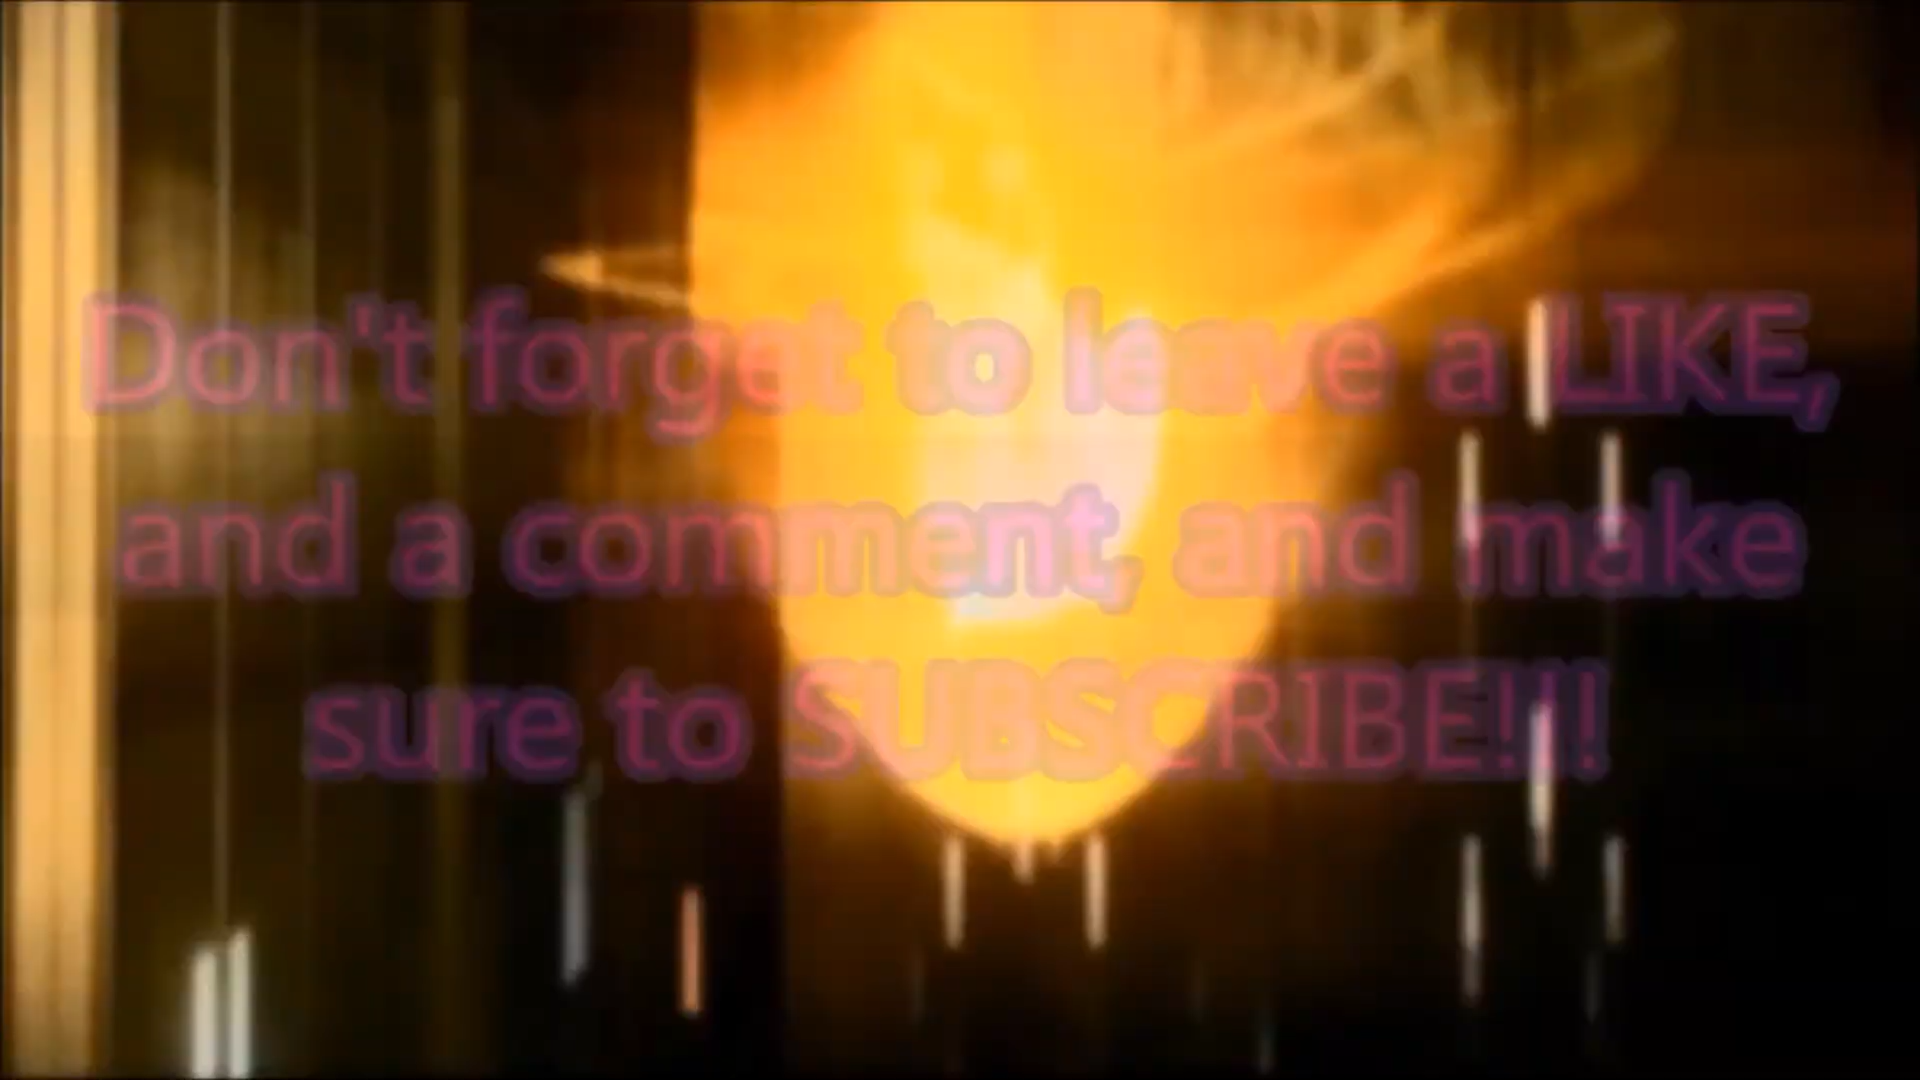 Don't forget to leave a LIKE,
and a comment, and make
sure to SUBSCRIBE!!!